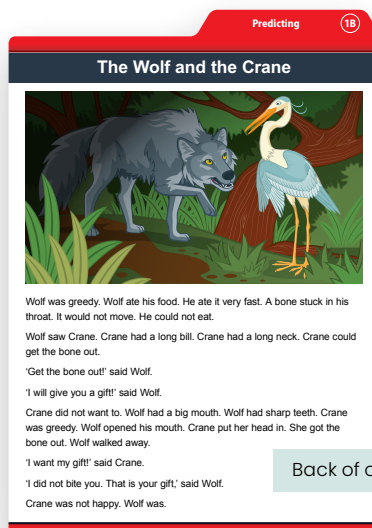 Predicting 1B
The Wolf and the Crane
Wolf was greedy. Wolf ate his food. He ate it very fast. A bone stuck in his
throat. It would not move. He could not eat.
Wolf saw Crane. Crane had a long bill. Crane had a long neck. Crane could
get the bone out.
‘Get the bone out!’ said Wolf.
‘I will give you a gift!’ said Wolf.
Crane did not want to. Wolf had a big mouth. Wolf had sharp teeth. Crane
was greedy. Wolf opened his mouth. Crane put her head in. She got the
bone out. Wolf walked away.
‘I want my gift!’ said Crane.
‘I did not bite you. That is your gift,’ said Wolf.
Crane was not happy. Wolf was.
Back of